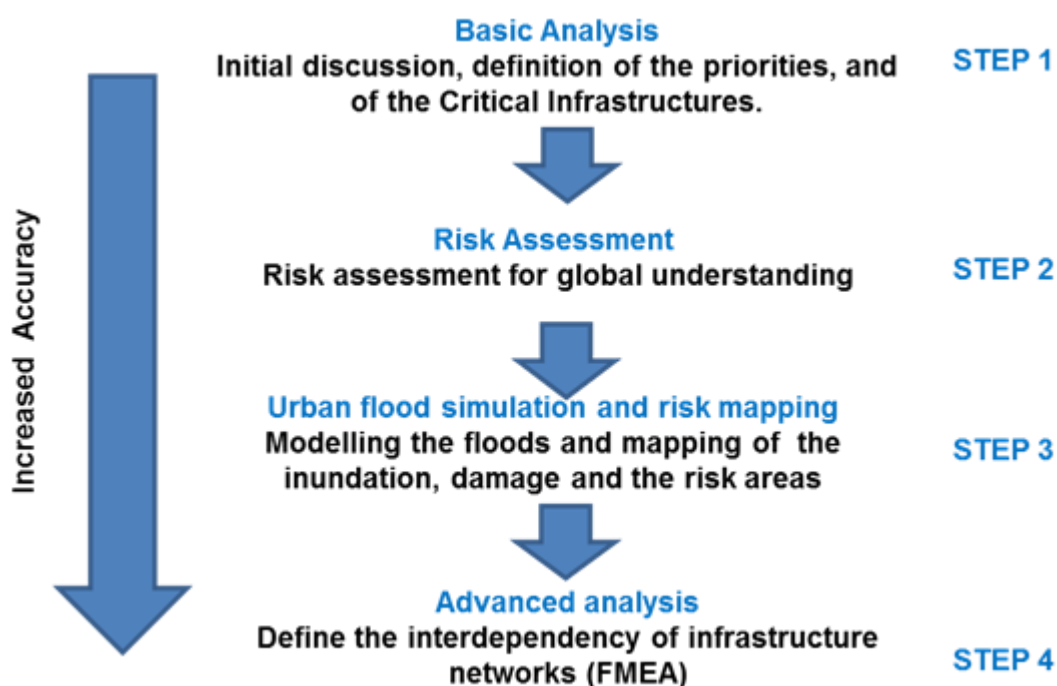 Basic Analysis
Initial discussion, definition of the priorities, and
of the Critical Infrastructures.
STEP 1
Risk Assessment
Risk assessment for global understanding
STEP 2
Urban flood simulation and risk mapping
Modelling the floods and mapping of the
inundation, damage and the risk areas
STEP 3
Advanced analysis
Define the interdependency of infrastructure
networks (FMEA)
STEP 4
Increased Accuracy